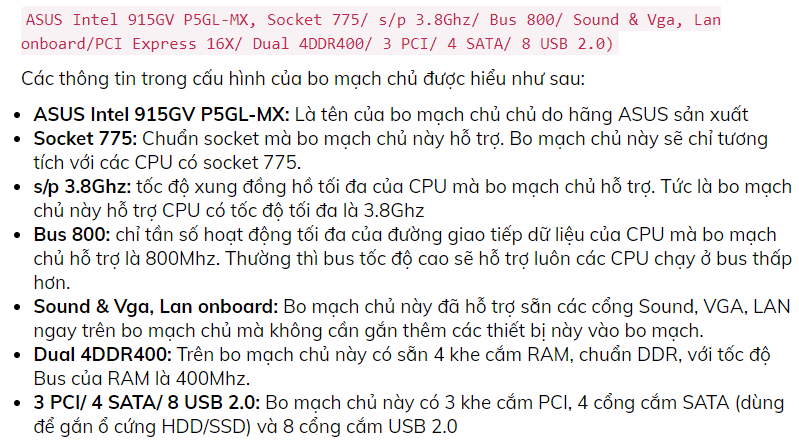 ASUS Intel 915GV P5GL-MX, Socket 775/ s/p 3.8Ghz/ Bus 800/ Sound & Vga, Lan
onboard/PCI Express 16X/ Dual 4DDR400/ 3 PCI/ 4 SATA/ 8 USB 2.0)
Các thông tin trong cấu hình của bo mạch chủ được hiểu như sau:
• ASUS Intel 915GV P5GL-MX: Là tên của bo mạch chủ chủ do hãng ASUS sản xuất
• Socket 775: Chuẩn socket mà bo mạch chủ này hỗ trợ. Bo mạch chủ này sẽ chỉ tương
tích với các CPU có socket 775.
• s/p 3.8Ghz: tốc độ xung đồng hồ tối đa của CPU mà bo mạch chủ hỗ trợ. Tức là bo mạch
chủ này hỗ trợ CPU có tốc độ tối đa là 3.8Ghz
• Bus 800: chỉ tần số hoạt động tối đa của đường giao tiếp dữ liệu của CPU mà bo mạch
chủ hỗ trợ là 800Mhz. Thường thì bus tốc độ cao sẽ hỗ trợ luôn các CPU chạy ở bus thấp
hơn.
• Sound & Vga, Lan onboard: Bo mạch chủ này đã hỗ trợ sẵn các cổng Sound, VGA, LAN
ngay trên bo mạch chủ mà không cần gắn thêm các thiết bị này vào bo mạch.
• Dual 4DDR400: Trên bo mạch chủ này có sẵn 4 khe cắm RAM, chuẩn DDR, với tốc độ
Bus của RAM là 400Mhz.
• 3 PCI/ 4 SATA/ 8 USB 2.0: Bo mạch chủ này có 3 khe cắm PCI, 4 cổng cắm SATA (dùng
để gắn ổ cứng HDD/SSD) và 8 cổng cắm USB 2.0